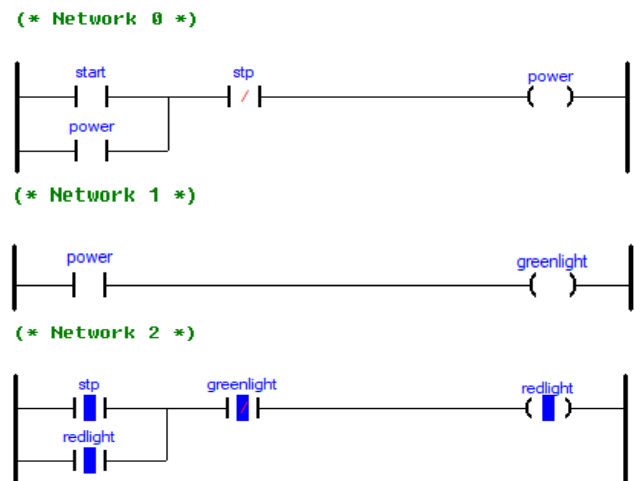 (* Network 0 *)
start stp power
power
(* Network 1 *)
power greenlight
(* Network 2 *)
stp greenlight redlight
redlight